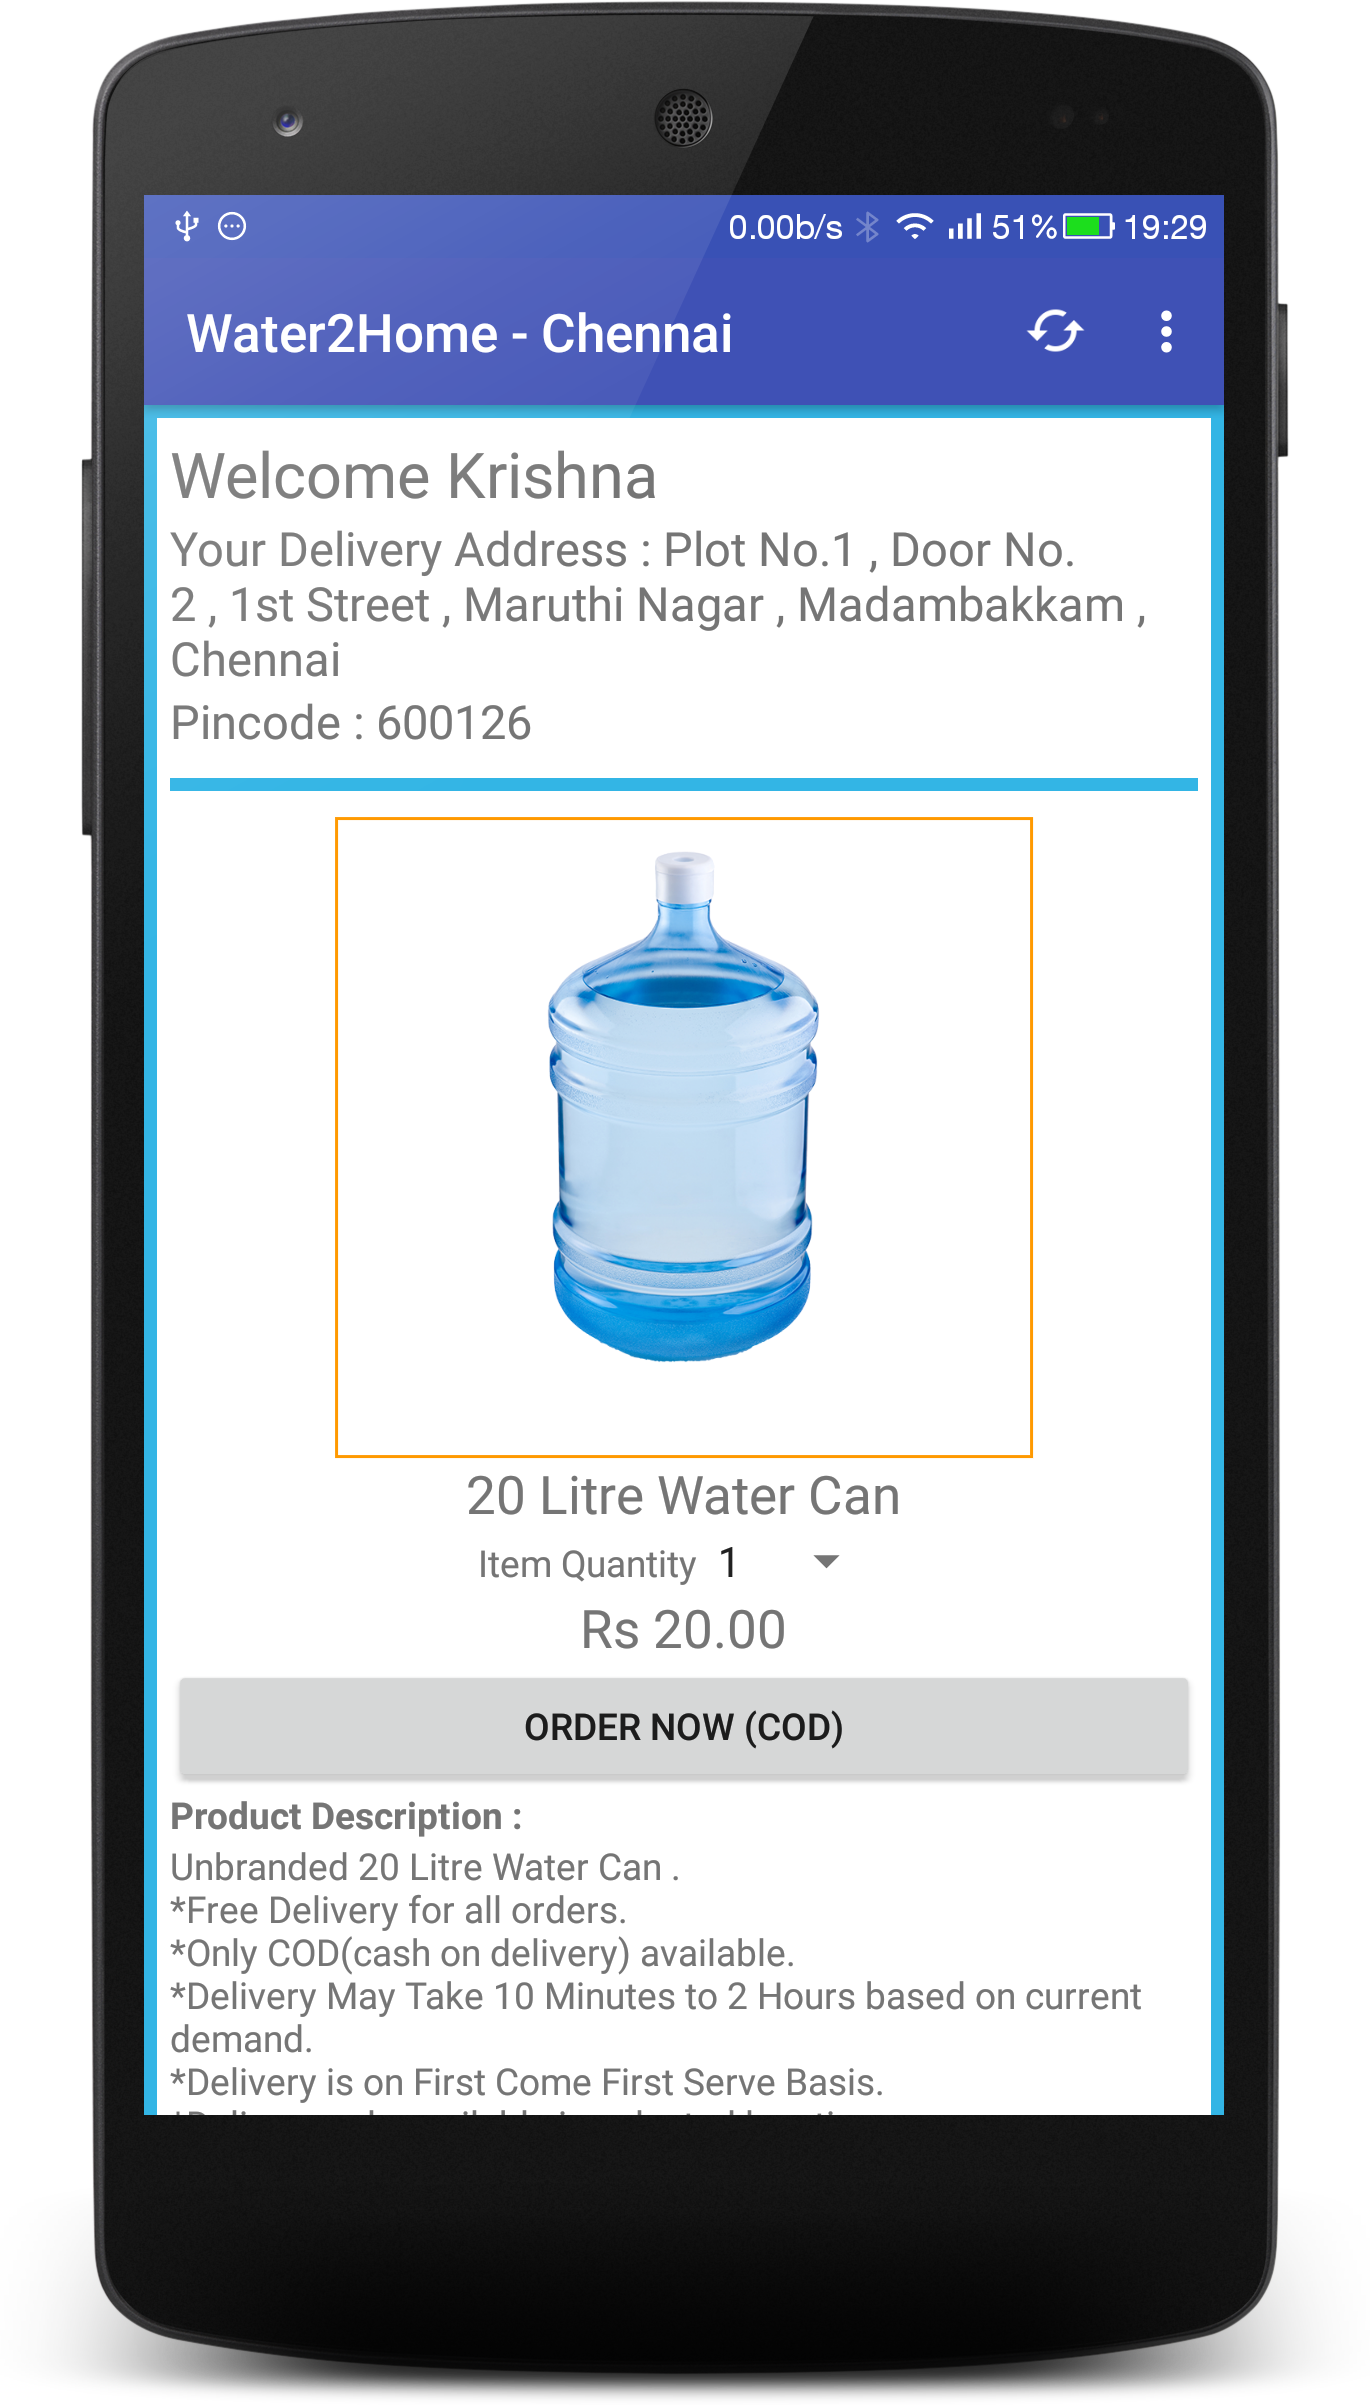 0.00b/s 51% 19:29
Water2Home - Chennai
Welcome Krishna
Your Delivery Address : Plot No.1 , Door No.
2 , 1st Street , Maruthi Nagar , Madambakkam ,
Chennai
Pincode : 600126
20 Litre Water Can
Item Quantity 1
Rs 20.00
ORDER NOW (COD)
Product Description :
Unbranded 20 Litre Water Can .
*Free Delivery for all orders.
*Only COD(cash on delivery) available.
*Delivery May Take 10 Minutes to 2 Hours based on current
demand.
*Delivery is on First Come First Serve Basis.